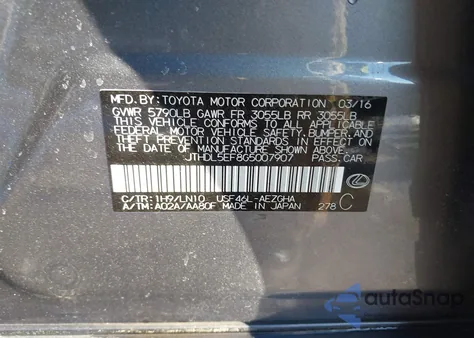 MFD.BY: TOYOTA MOTOR CORPORATION 03/16
GVWR 5790LB GAWR FR 3055LB RR 3055LB
THIS VEHICLE CONFORMS TO ALL APPLICABLE
FEDERAL MOTOR VEHICLE SAFETY, BUMPER, AND
THEFT PREVENTION STANDARDS IN EFFECT ON
THE DATE OF MANUFACTURE SHOWN ABOVE.
JTHDL5EF8G5007907 PASS.CAR
C/TR: 1H9/LN10 USF46L-AEZGHA
A/TM: A02A/AA80F MADE IN JAPAN 278 C
autoSnap